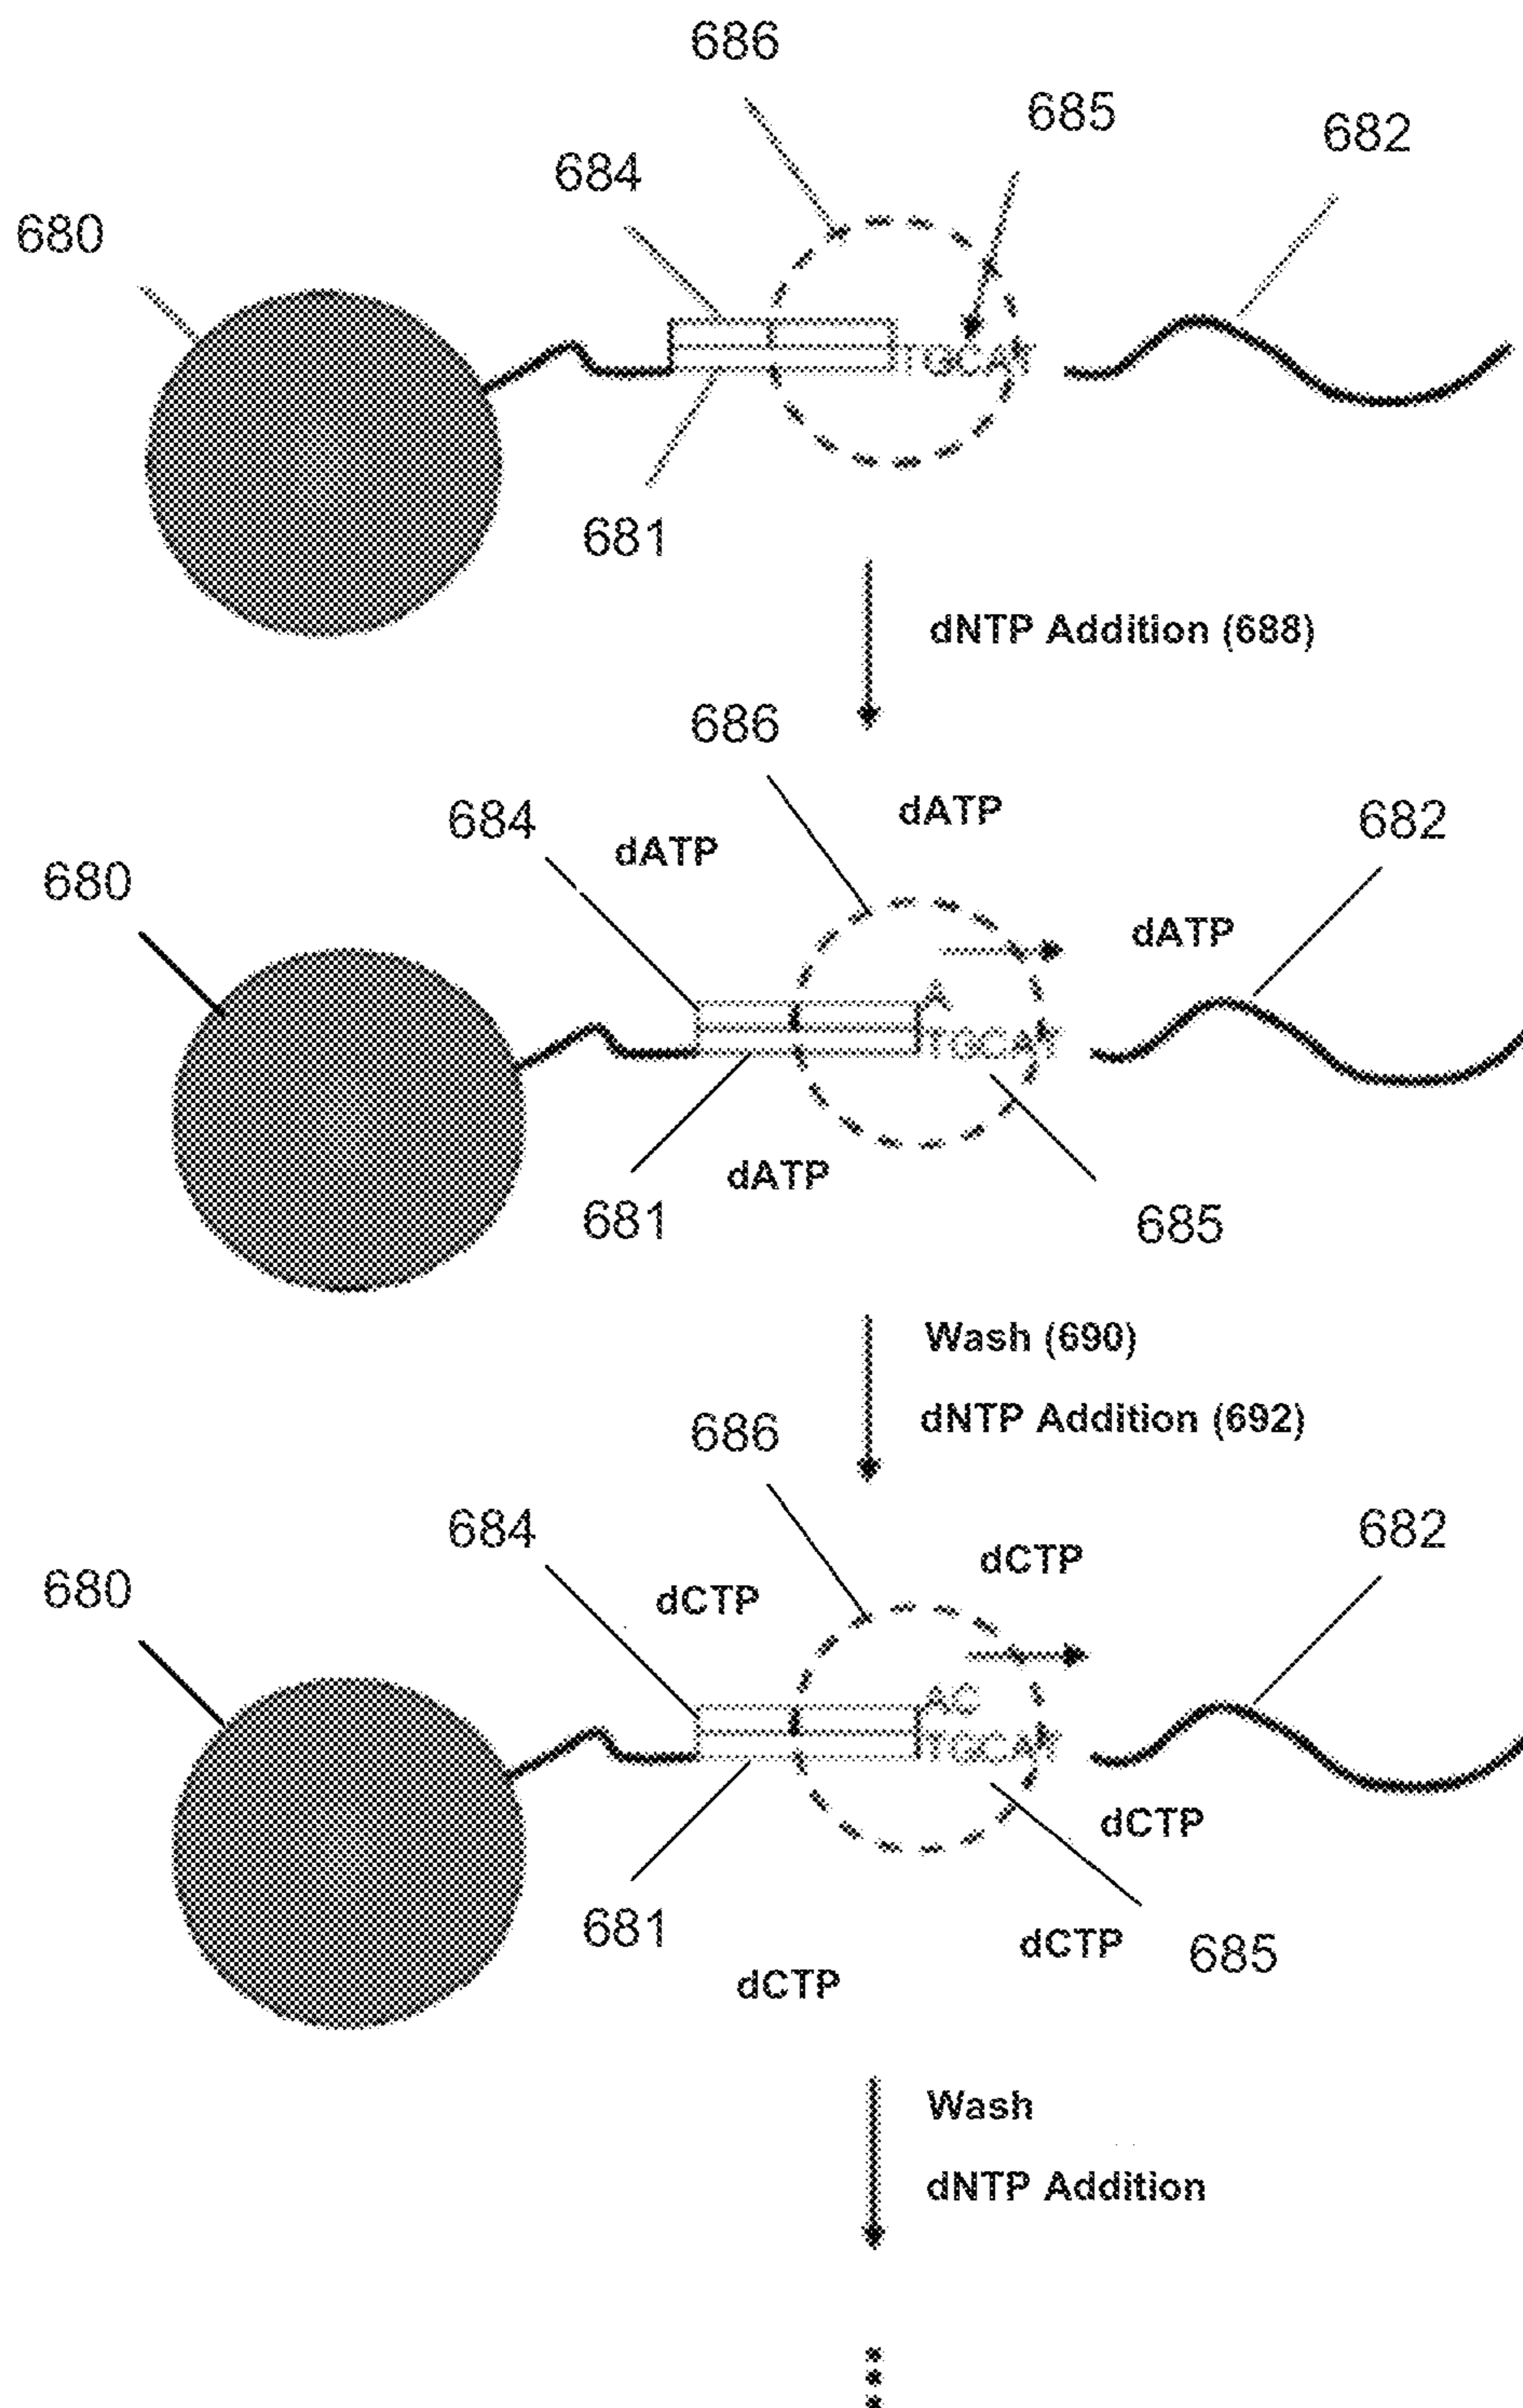 686
685
682
684
680
TGCAT
681
dNTP Addition (688)
686
dATP
682
684
dATP
680
dATP
A
TGCAT
dATP
681
685
Wash (690)
dNTP Addition (692)
686
684
682
dCTP
680
dCTP
AC
TGCAT
dCTP
681
dCTP
685
dCTP
Wash
dNTP Addition